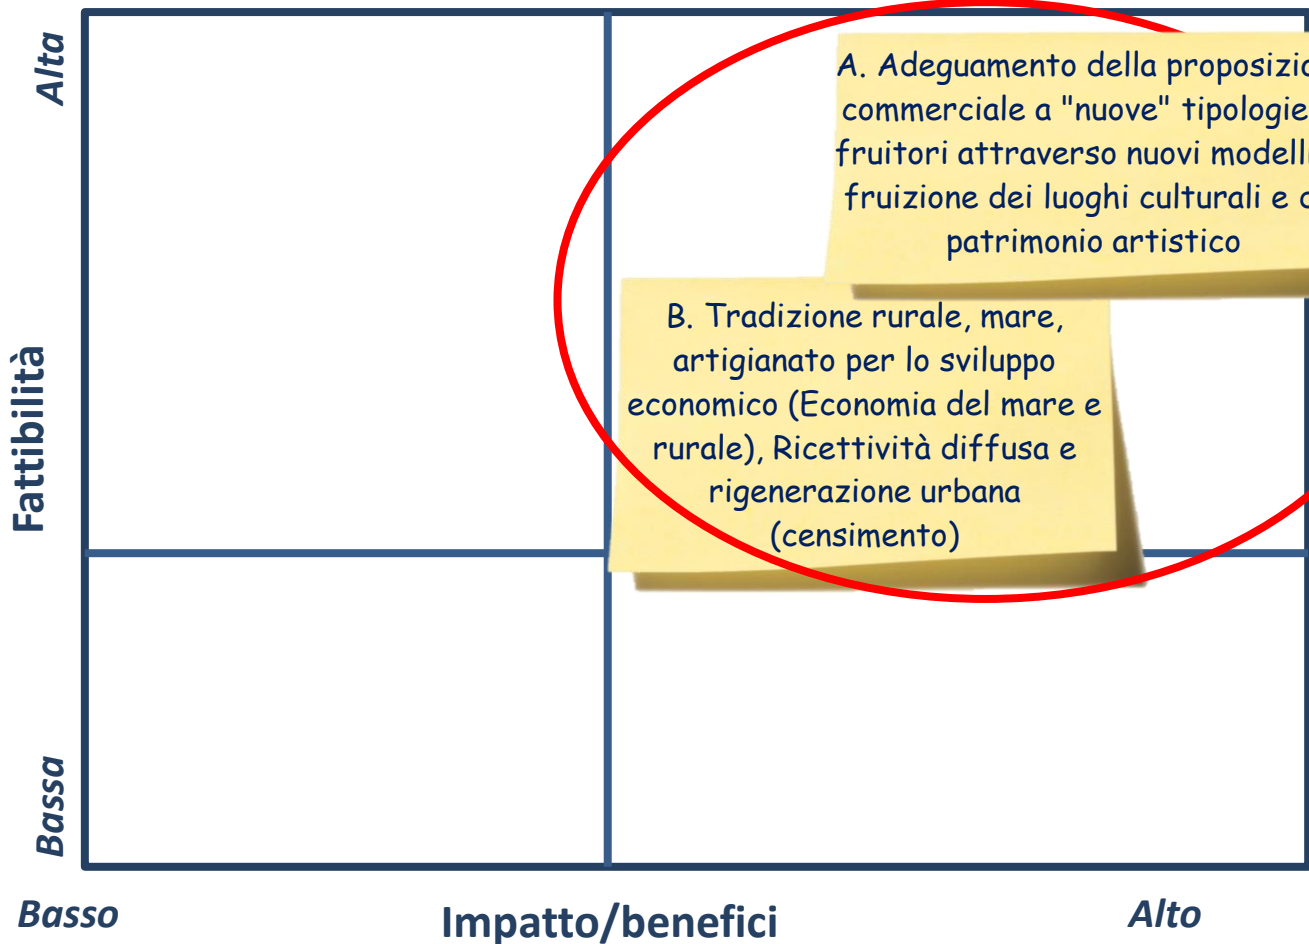 Alta
A. Adeguamento della
commerciale a "nuove" tipologie
fruitori attraverso nuovi modelli
fruizione dei luoghi culturali e
patrimonio artistico
B. Tradizione rurale, mare,
artigianato per lo sviluppo
economico (Economia del mare e
rurale), Ricettività diffusa e
rigenerazione urbana
(censimento)
Fattibilità
Bassa
Basso
Impatto/benefici
Alto